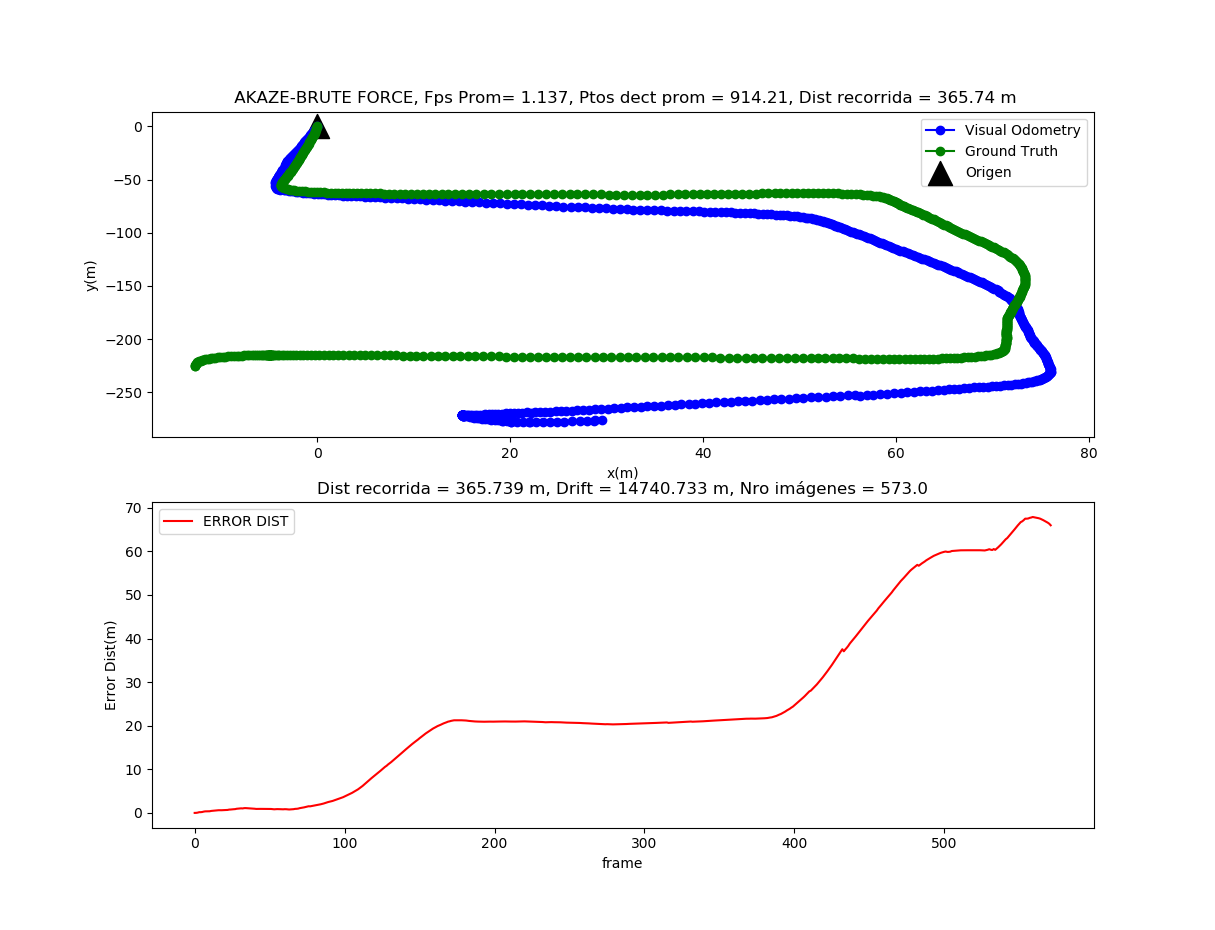 AKAZE-BRUTE FORCE, Fps Prom= 1.137, Ptos dect prom = 914.21, Dist recorrida = 365.74 m
Visual Odometry
Ground Truth
Origen
0
−50
−100
−150
−200
−250
y(m)
0
20
40
60
80
x(m)
Dist recorrida = 365.739 m, Drift = 14740.733 m, Nro imágenes = 573.0
ERROR DIST
70
60
50
40
30
20
10
0
Error Dist(m)
0
100
200
300
400
500
frame